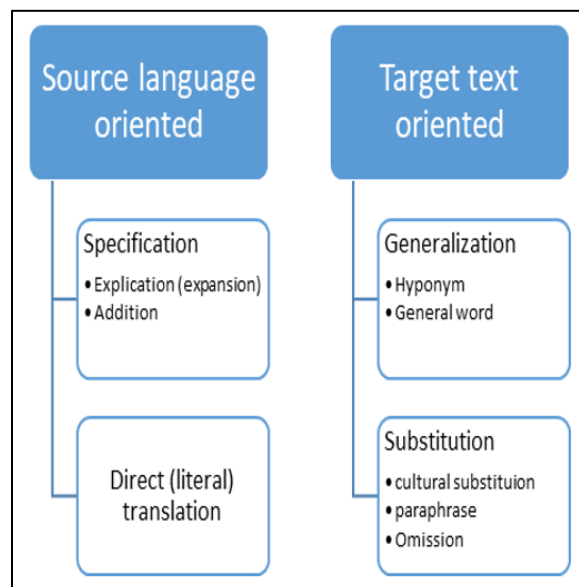 Source language
oriented
Specification
• Explication (expansion)
• Addition
Direct (literal)
translation
Target text
oriented
Generalization
• Hyponym
• General word
Substitution
• cultural substituion
• paraphrase
• Omission